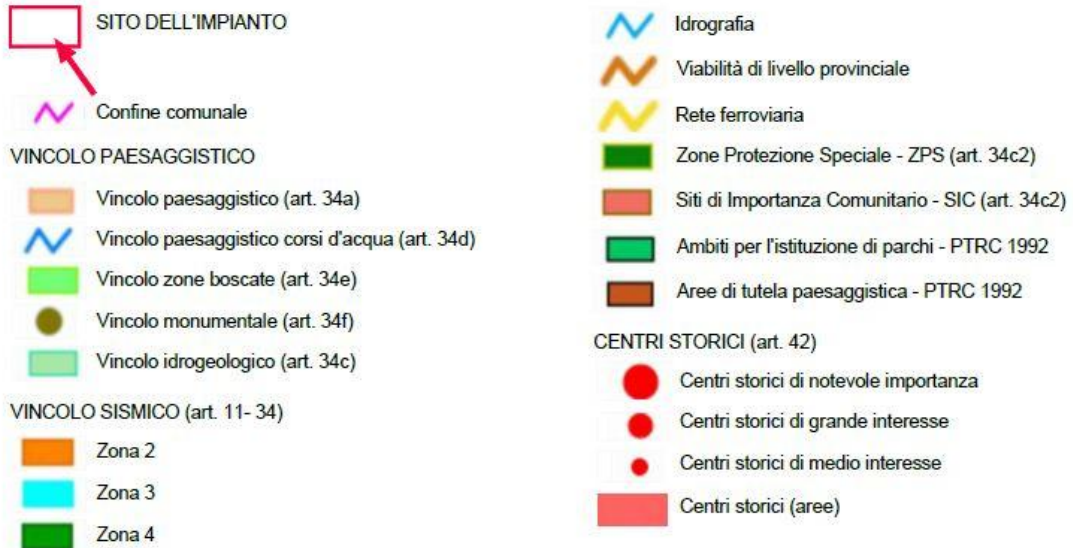 SITO DELL'IMPIANTO
Confine comunale
VINCOLO PAESAGGISTICO
Vincolo paesaggistico (art. 34a)
Vincolo paesaggistico corsi d'acqua (art. 34d)
Vincolo zone boscate (art. 34e)
Vincolo monumentale (art. 34f)
Vincolo idrogeologico (art. 34c)
VINCOLO SISMICO (art. 11- 34)
Zona 2
Zona 3
Zona 4
Idrografia
Viabilità di livello provinciale
Rete ferroviaria
Zone Protezione Speciale - ZPS (art. 34c2)
Siti di Importanza Comunitario - SIC (art. 34c2)
Ambiti per l'istituzione di parchi - PTRC 1992
Aree di tutela paesaggistica - PTRC 1992
CENTRI STORICI (art. 42)
Centri storici di notevole importanza
Centri storici di grande interesse
Centri storici di medio interesse
Centri storici (aree)